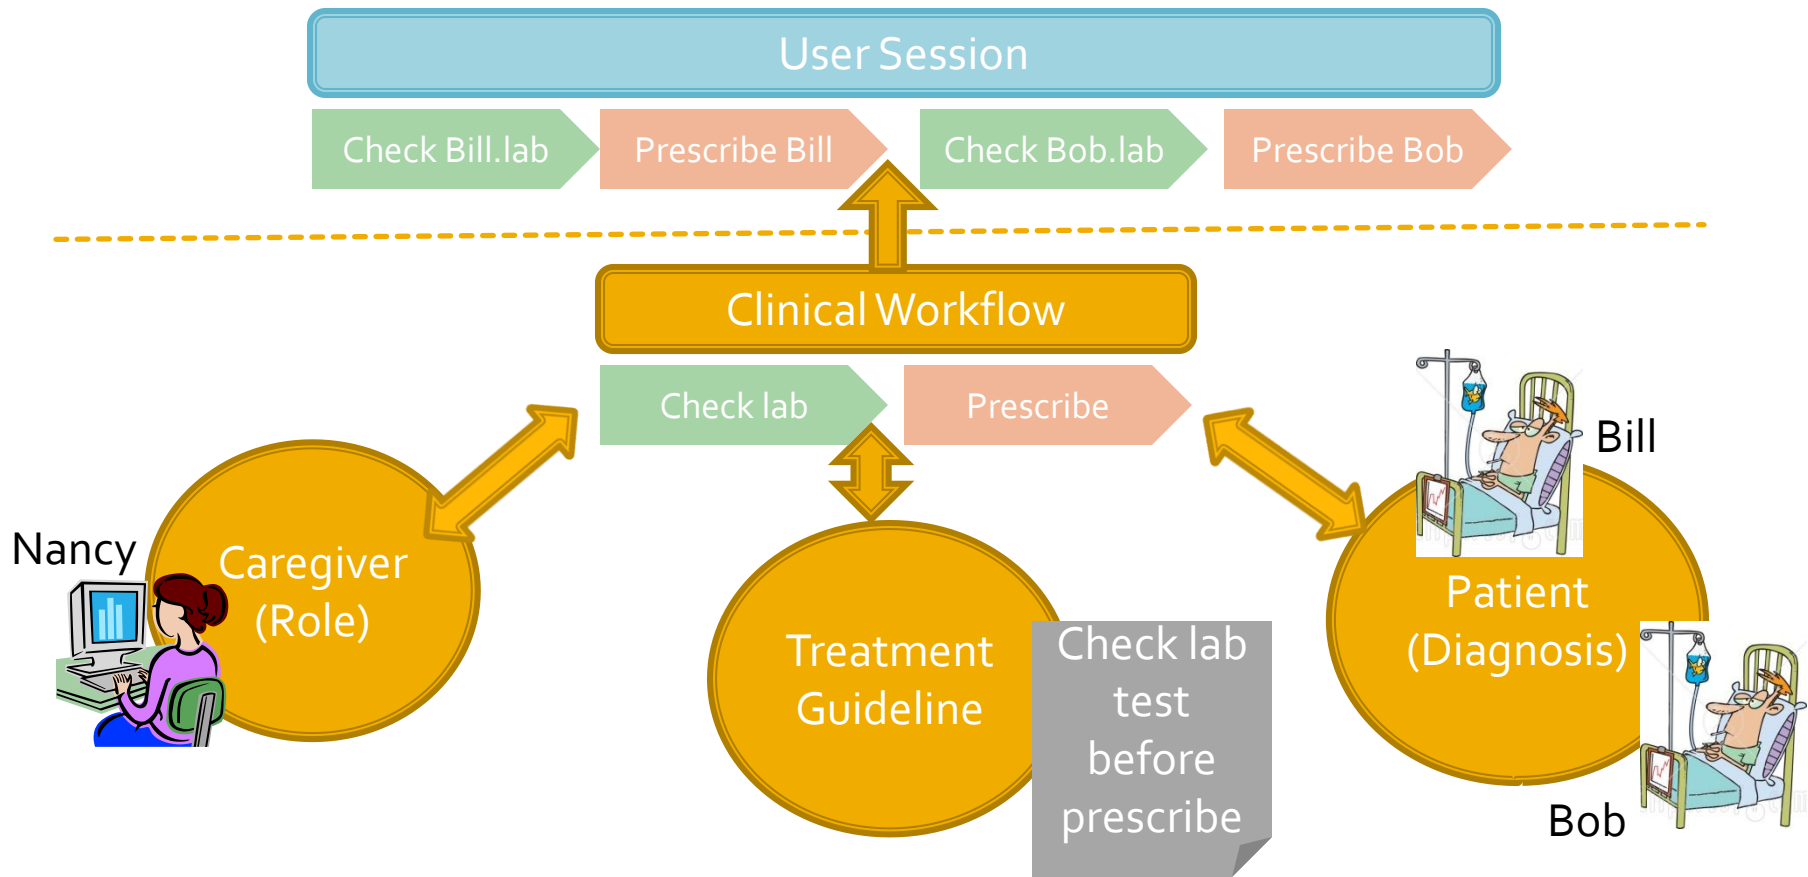 User Session
Check Bill.lab
Prescribe Bill
Check Bob.lab
Prescribe Bob
Clinical Workflow
Check lab
Prescribe
Bill
Nancy
Caregiver
(Role)
Treatment
Guideline
Check lab
test
before
prescribe
Patient
(Diagnosis)
Bob